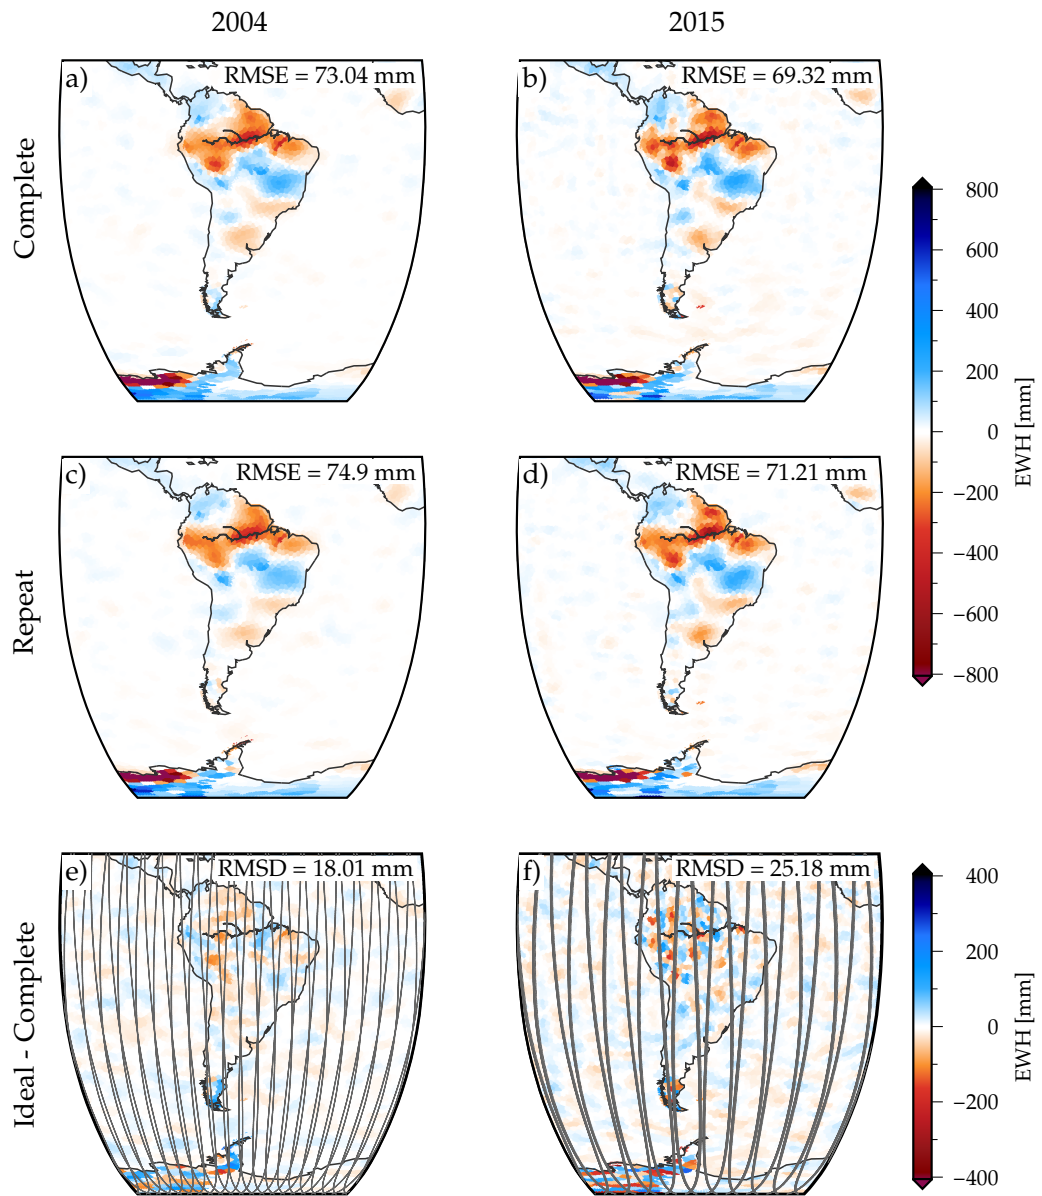 2004
2015
Complete
a)
RMSE = 73.04 mm
b)
RMSE = 69.32 mm
800
600
400
200
0
−200
−400
−600
−800
EWH [mm]
Repeat
c)
RMSE = 74.9 mm
d)
RMSE = 71.21 mm
Ideal - Complete
e)
RMSD = 18.01 mm
f)
RMSD = 25.18 mm
400
200
0
−200
−400
EWH [mm]